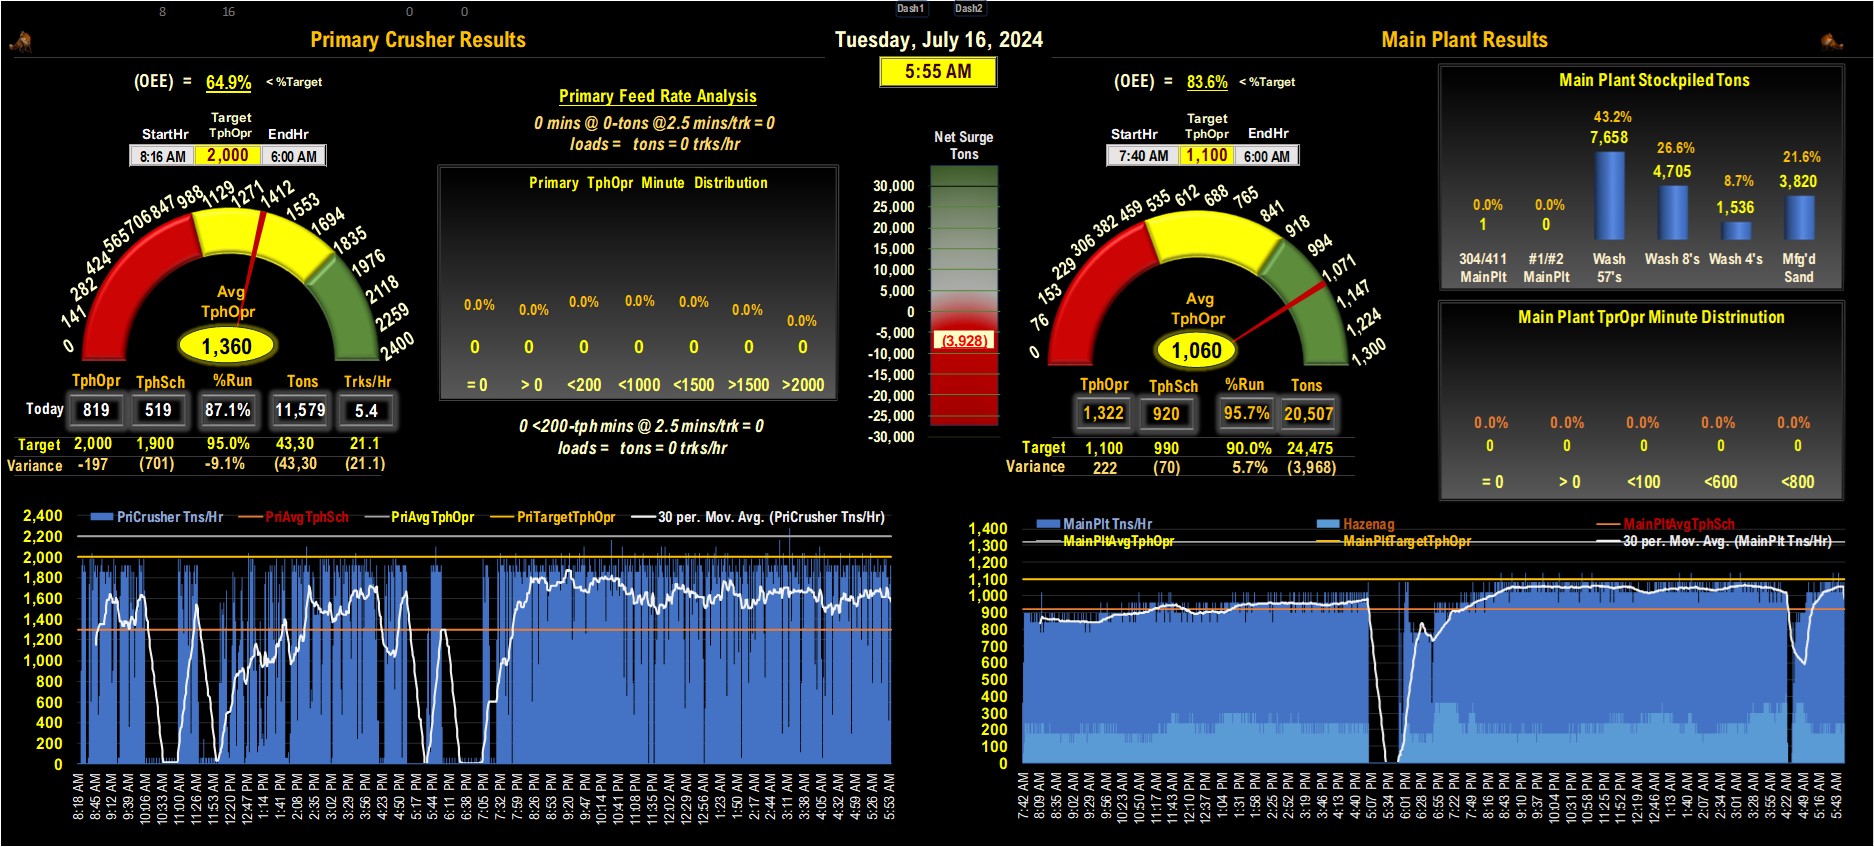 8 16 0 0 Dash1 Dash2
Primary Crusher Results
Tuesday, July 16, 2024
Main Plant Results
5:55 AM
(OEE) = 64.9% < %Target
Target
StartHr TphOpr EndHr
8:16 AM 2,000 6:00 AM
0 141 282 424 565 706 847 988 1129 1271 1412 1553 1694 1835 1976 2118 2259 2400
Avg
TphOpr
1,360
TphOpr TphSch %Run Tons Trks/Hr
Today 819 519 87.1% 11,579 5.4
Target 2,000 1,900 95.0% 43,30 21.1
Variance -197 (701) -9.1% (43,30 (21.1)
Primary Feed Rate Analysis
0 mins @ 0-tons @2.5 mins/trk = 0
loads = tons = 0 trks/hr
Primary TphOpr Minute Distribution
0.0% 0.0% 0.0% 0.0% 0.0% 0.0% 0.0%
0 0 0 0 0 0 0
= 0 > 0 <200 <1000 <1500 >1500 >2000
0 <200-tph mins @ 2.5 mins/trk = 0
loads = tons = 0 trks/hr
Net Surge
Tons
30,000
25,000
20,000
15,000
10,000
5,000
0
-5,000
(3,928)
-10,000
-15,000
-20,000
-25,000
-30,000
(OEE) = 83.6% < %Target
Target
StartHr TphOpr EndHr
7:40 AM 1,100 6:00 AM
0 76 153 229 306 382 459 535 612 688 765 841 918 994 1,071 1,147 1,224 1,300
Avg
TphOpr
1,060
TphOpr TphSch %Run Tons
1,322 920 95.7% 20,507
Target 1,100 990 90.0% 24,475
Variance 222 (70) 5.7% (3,968)
Main Plant Stockpiled Tons
0.0% 0.0% 43.2% 26.6% 8.7% 21.6%
1 0 7,658 4,705 1,536 3,820
304/411 #1/#2 Wash Wash 8's Wash 4's Mfg'd
MainPlt MainPlt 57's Sand
Main Plant TprOpr Minute Distrinution
0.0% 0.0% 0.0% 0.0% 0.0%
0 0 0 0 0
= 0 > 0 <100 <600 <800
PriCrusher Tns/Hr PriAvgTphSch PriAvgTphOpr PriTargetTphOpr 30 per. Mov. Avg. (PriCrusher Tns/Hr)
2,400
2,200
2,000
1,800
1,600
1,400
1,200
1,000
800
600
400
200
0
8:18 AM 8:45 AM 9:12 AM 9:39 AM 10:06 AM 10:33 AM 11:00 AM 11:26 AM 11:53 AM 12:20 PM 12:47 PM 1:14 PM 1:41 PM 2:08 PM 2:35 PM 3:02 PM 3:29 PM 3:56 PM 4:23 PM 4:50 PM 5:17 PM 5:44 PM 6:11 PM 6:38 PM 7:05 PM 7:32 PM 7:59 PM 8:26 PM 8:53 PM 9:20 PM 9:47 PM 10:14 PM 10:41 PM 11:08 PM 11:35 PM 12:02 AM 12:29 AM 12:56 AM 1:23 AM 1:50 AM 2:17 AM 2:44 AM 3:11 AM 3:38 AM 4:05 AM 4:32 AM 4:59 AM 5:26 AM 5:53 AM
MainPlt Tns/Hr Hazenag MainPltAvgTphSch
MainPltAvgTphOpr MainPltTargetTphOpr 30 per. Mov. Avg. (MainPlt Tns/Hr)
1,400
1,300
1,200
1,100
1,000
900
800
700
600
500
400
300
200
100
0
7:42 AM 8:09 AM 8:35 AM 9:02 AM 9:29 AM 9:56 AM 10:23 AM 10:50 AM 11:17 AM 11:43 AM 12:10 PM 12:37 PM 1:04 PM 1:31 PM 1:58 PM 2:25 PM 2:52 PM 3:19 PM 3:46 PM 4:13 PM 4:40 PM 5:07 PM 5:34 PM 6:01 PM 6:28 PM 6:55 PM 7:22 PM 7:49 PM 8:16 PM 8:43 PM 9:10 PM 9:37 PM 10:04 PM 10:31 PM 10:58 PM 11:25 PM 11:52 PM 12:19 AM 12:46 AM 1:13 AM 1:40 AM 2:07 AM 2:34 AM 3:01 AM 3:28 AM 3:55 AM 4:22 AM 4:49 AM 5:16 AM 5:43 AM